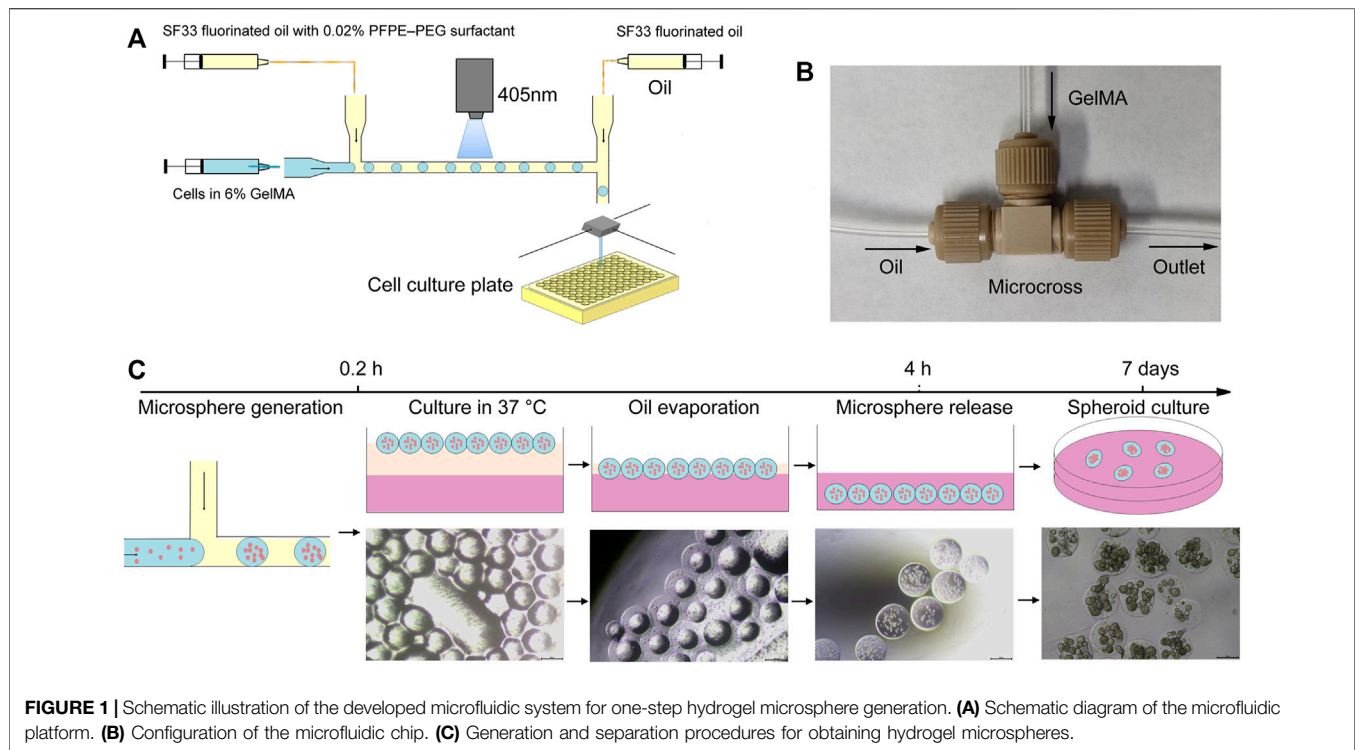 A
SF33 fluorinated oil with 0.02% PFPE–PEG surfactant
SF33 fluorinated oil
Oil
405nm
Cells in 6% GelMA
Cell culture plate
B
GelMA
Oil
Outlet
Microcross
C
0.2 h
4 h
7 days
Microsphere generation
Culture in 37 °C
Oil evaporation
Microsphere release
Spheroid culture
FIGURE 1 | Schematic illustration of the developed microfluidic system for one-step hydrogel microsphere generation. (A) Schematic diagram of the microfluidic
platform. (B) Configuration of the microfluidic chip. (C) Generation and separation procedures for obtaining hydrogel microspheres.